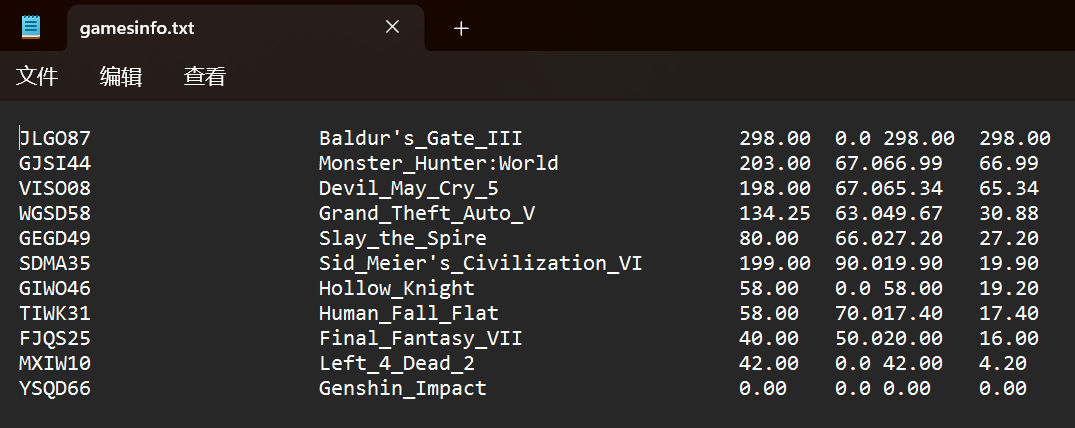 gamesinfo.txt
文件 编辑 查看
JLGO87 Baldur's_Gate_III 298.00 0.0 298.00 298.00
GJSI44 Monster_Hunter:World 203.00 67.066.99 66.99
VISO08 Devil_May_Cry_5 198.00 67.065.34 65.34
WGSD58 Grand_Theft_Auto_V 134.25 63.049.67 30.88
GEGD49 Slay_the_Spire 80.00 66.027.20 27.20
SDMA35 Sid_Meier's_Civilization_VI 199.00 90.019.90 19.90
GIWO46 Hollow_Knight 58.00 0.0 58.00 19.20
TIWK31 Human_Fall_Flat 58.00 70.017.40 17.40
FJQS25 Final_Fantasy_VII 40.00 50.020.00 16.00
MXIW10 Left_4_Dead_2 42.00 0.0 42.00 4.20
YSQD66 Genshin_Impact 0.00 0.0 0.00 0.00